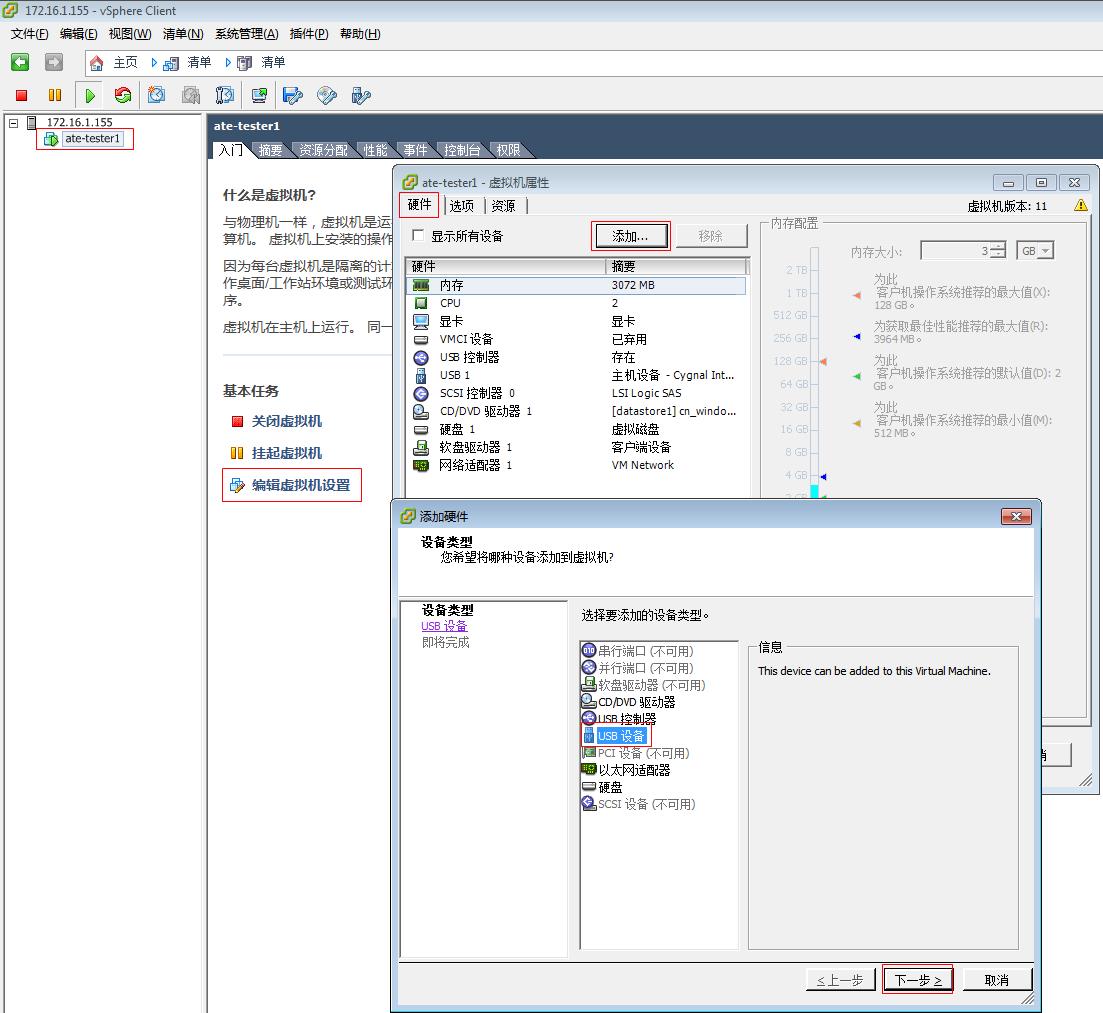 172.16.1.155 - vSphere Client
文件(F) 编辑(E) 视图(W) 清单(N) 系统管理(A) 插件(P) 帮助(H)
主页 清单 清单
172.16.1.155
ate-tester1
ate-tester1
入门 摘要 资源分配 性能 事件 控制台 权限
什么是虚拟机?
与物理机一样，虚拟机是运
算机。 虚拟机上安装的操作
因为每台虚拟机是隔离的计
作桌面/工作站环境或测试环
序。
虚拟机在主机上运行。 同一
基本任务
关闭虚拟机
挂起虚拟机
编辑虚拟机设置
ate-tester1 - 虚拟机属性
硬件 选项 资源
虚拟机版本: 11
显示所有设备
添加... 移除
硬件 摘要
内存 3072 MB
CPU 2
显卡 显卡
VMCI 设备 已弃用
USB 控制器 存在
USB 1 主机设备 - Cygnal Int...
SCSI 控制器 0 LSI Logic SAS
CD/DVD 驱动器 1 [datastore1] cn_windo...
硬盘 1 虚拟磁盘
软盘驱动器 1 客户端设备
网络适配器 1 VM Network
内存配置
内存大小: 3 GB
2 TB
1 TB
512 GB
256 GB
128 GB
64 GB
32 GB
16 GB
8 GB
4 GB
2 GB
为此
客户机操作系统推荐的最大值(X):
128 GB。
为获取最佳性能推荐的最大值(R):
3964 MB。
为此
客户机操作系统推荐的默认值(D): 2
GB。
为此
客户机操作系统推荐的最小值(M):
512 MB。
添加硬件
设备类型
您希望将哪种设备添加到虚拟机?
设备类型
USB 设备
即将完成
选择要添加的设备类型。
串行端口 (不可用)
并行端口 (不可用)
软盘驱动器 (不可用)
CD/DVD 驱动器
USB 控制器
USB 设备
PCI 设备 (不可用)
以太网适配器
硬盘
SCSI 设备 (不可用)
信息
This device can be added to this Virtual Machine.
< 上一步 下一步 > 取消